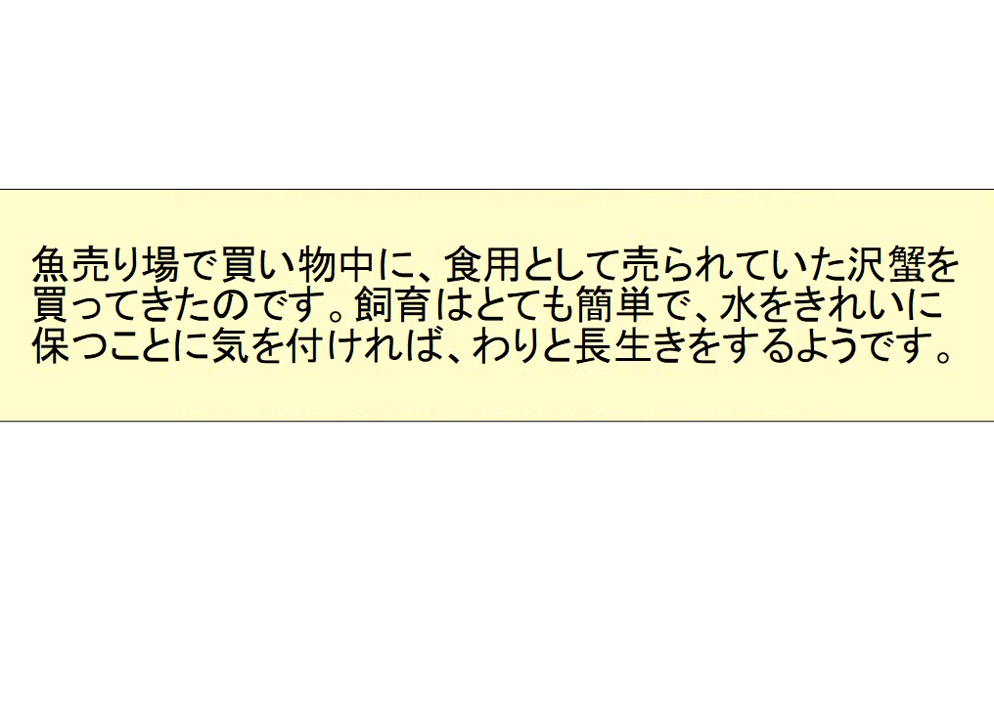 魚売り場で買い物中に、食用として売られていた沢蟹を
買ってきたのです。飼育はとても簡単で、水をきれいに
保つことに気を付ければ、わりと長生きをするようです。